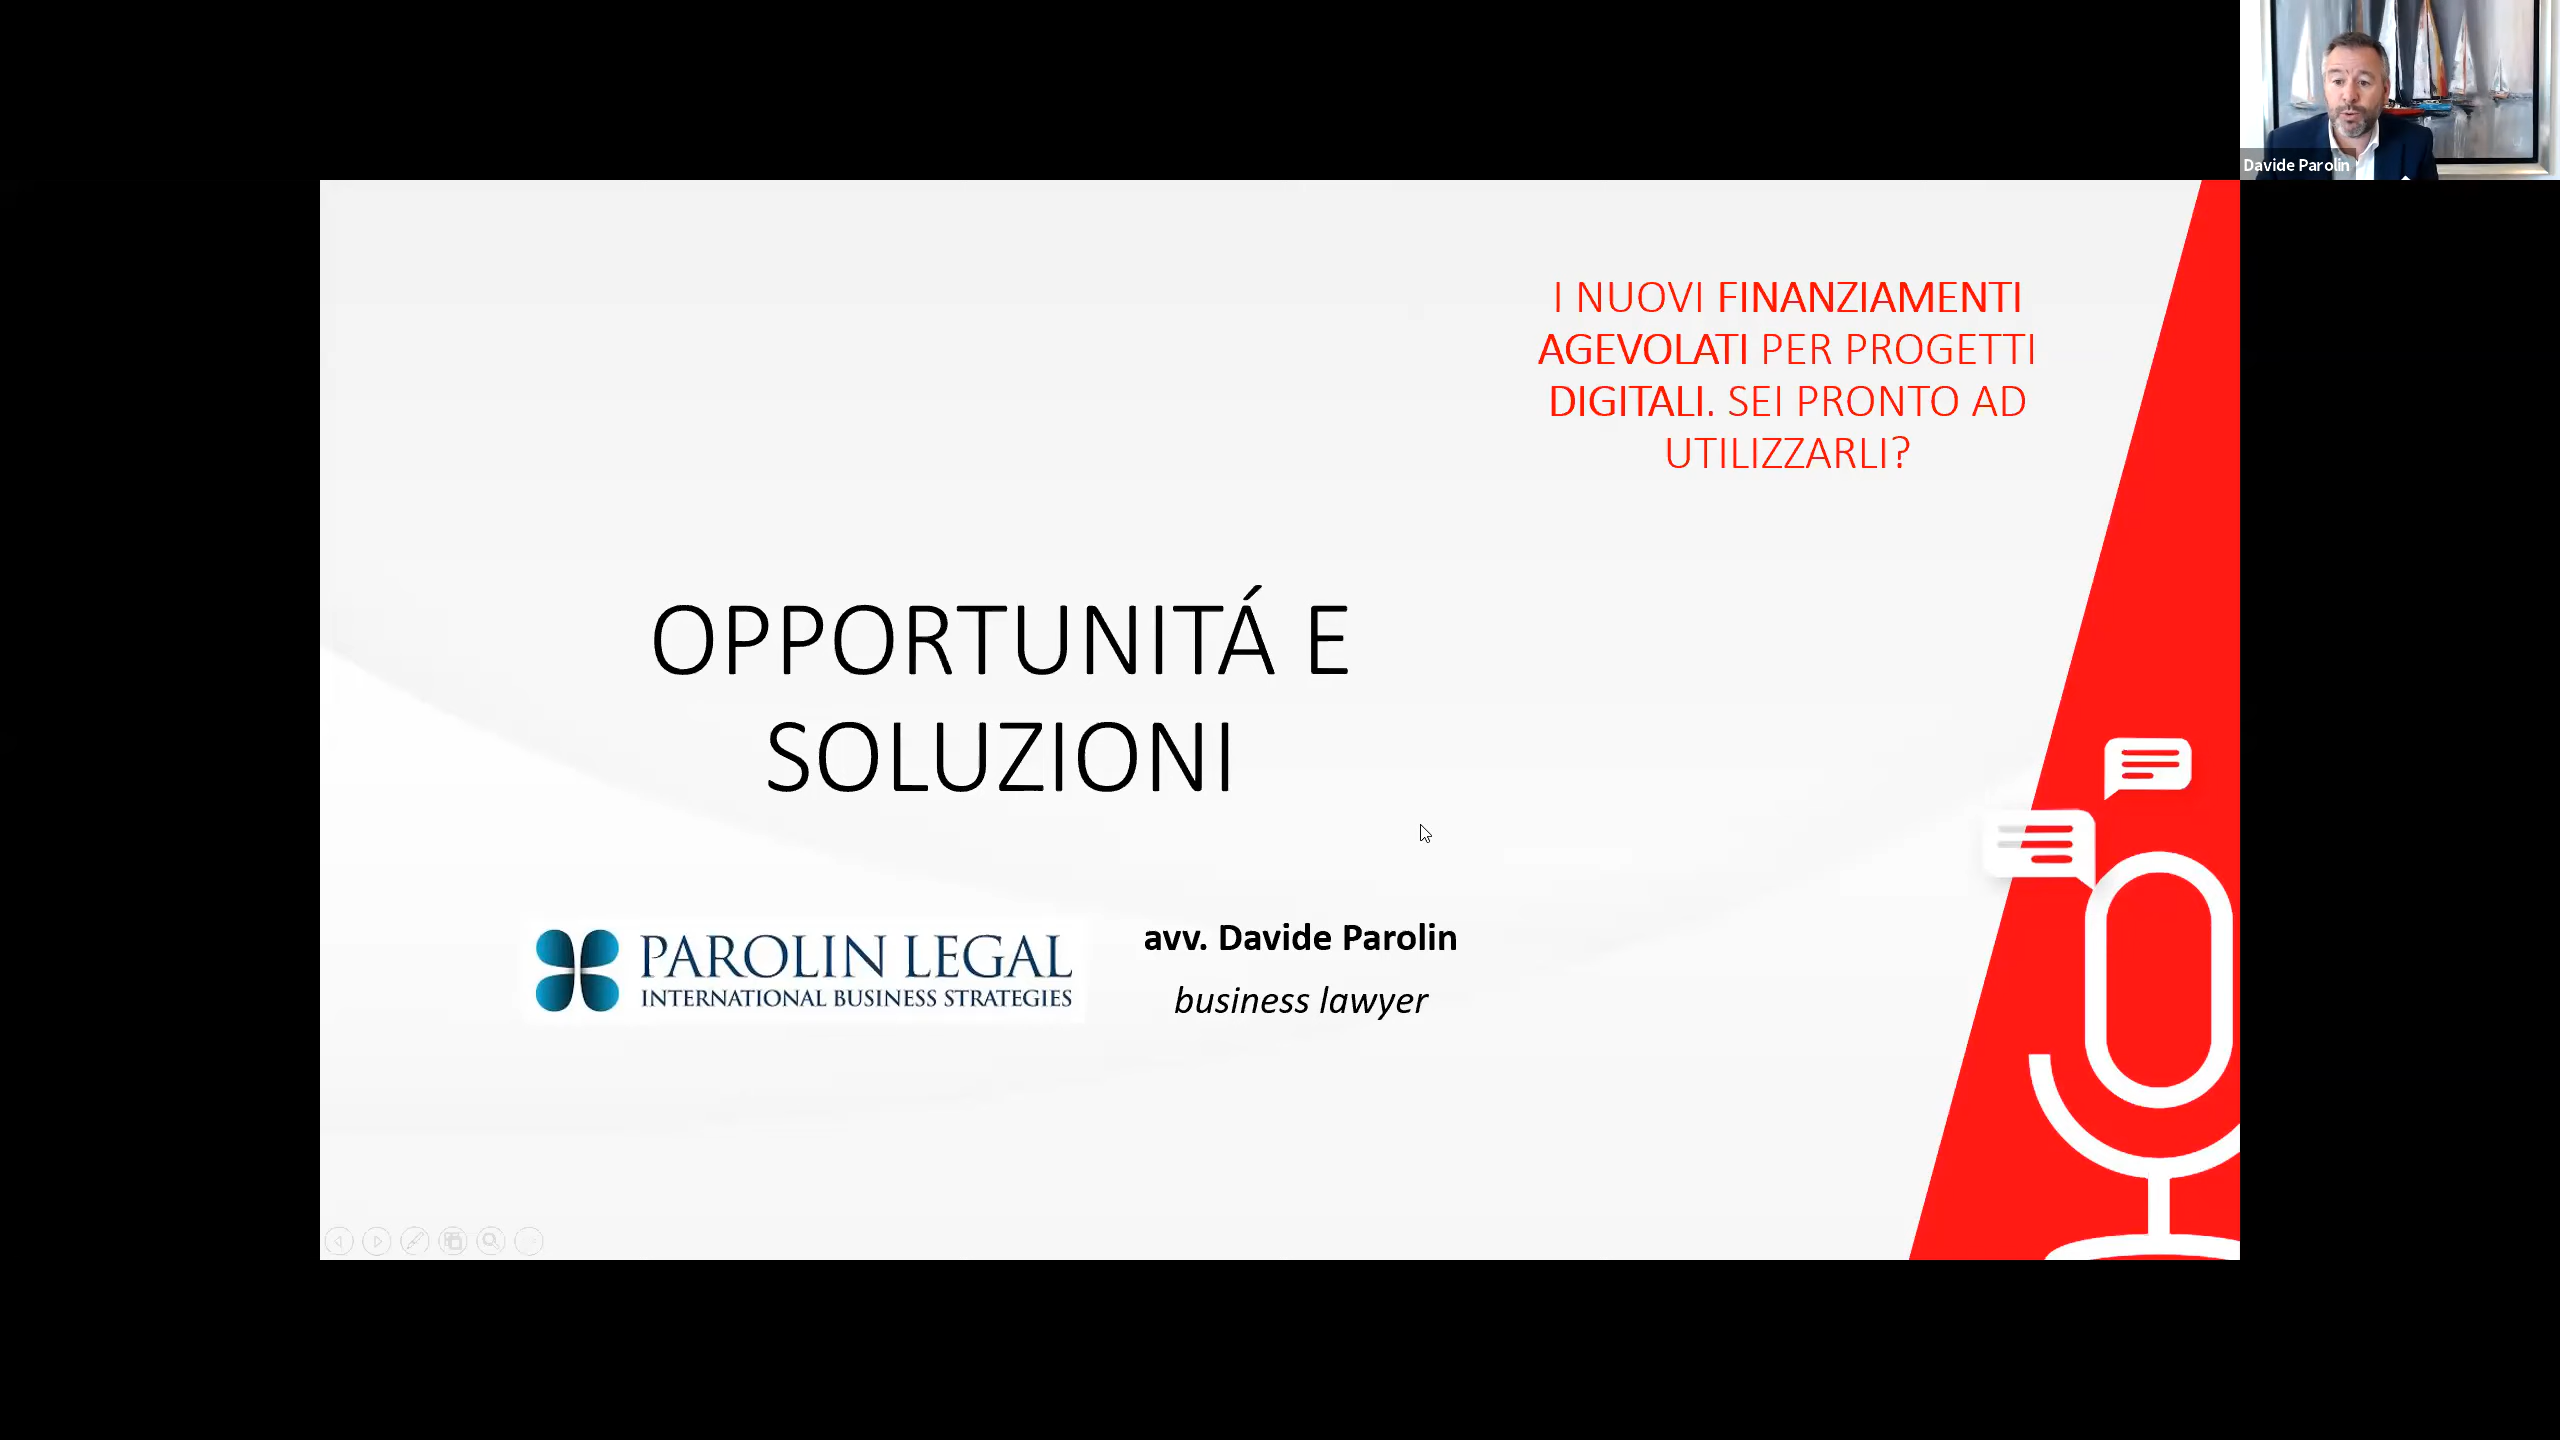 Davide Parolin
I NUOVI FINANZIAMENTI
AGEVOLATI PER PROGETTI
DIGITALI. SEI PRONTO AD
UTILIZZARLI?
OPPORTUNITÁ E
SOLUZIONI
PAROLIN LEGAL
INTERNATIONAL BUSINESS STRATEGIES
avv. Davide Parolin
business lawyer